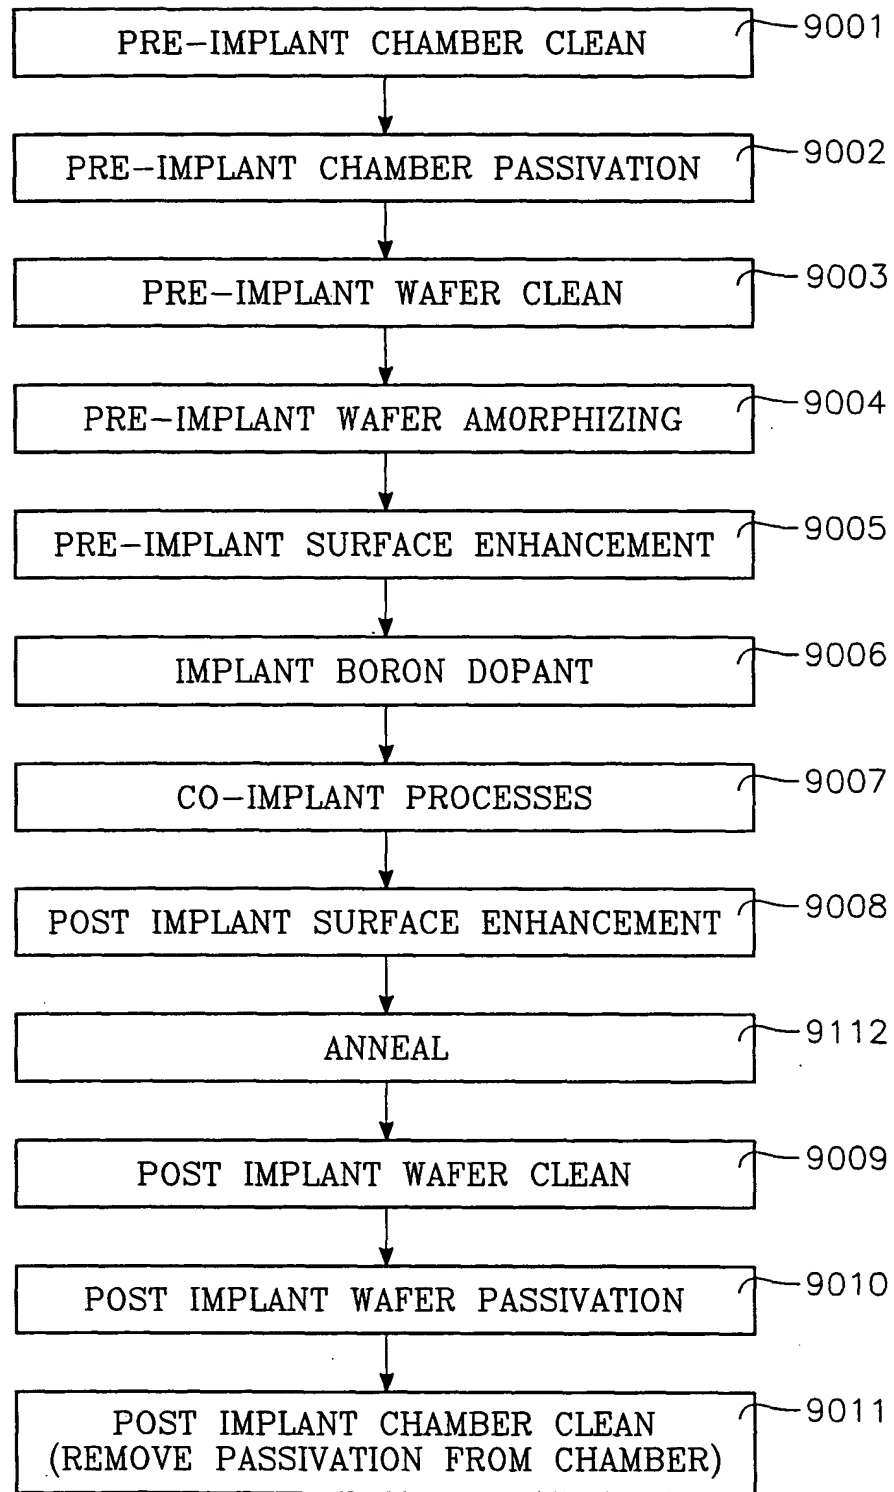 PRE-IMPLANT CHAMBER CLEAN 9001
PRE-IMPLANT CHAMBER PASSIVATION 9002
PRE-IMPLANT WAFER CLEAN 9003
PRE-IMPLANT WAFER AMORPHIZING 9004
PRE-IMPLANT SURFACE ENHANCEMENT 9005
IMPLANT BORON DOPANT 9006
CO-IMPLANT PROCESSES 9007
POST IMPLANT SURFACE ENHANCEMENT 9008
ANNEAL 9112
POST IMPLANT WAFER CLEAN 9009
POST IMPLANT WAFER PASSIVATION 9010
POST IMPLANT CHAMBER CLEAN 9011
(REMOVE PASSIVATION FROM CHAMBER)